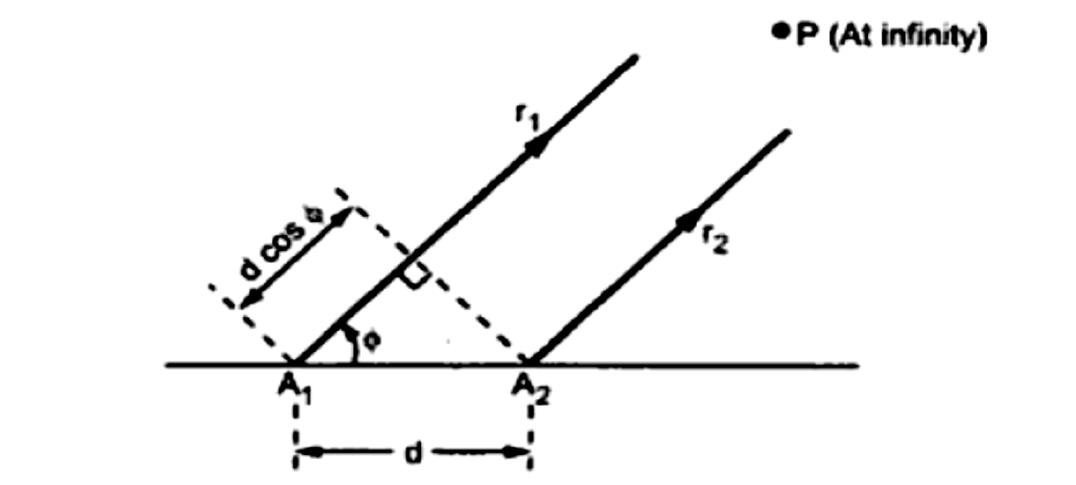 P (At infinity)
r1
r2
d cos
ϕ
A1
A2
d